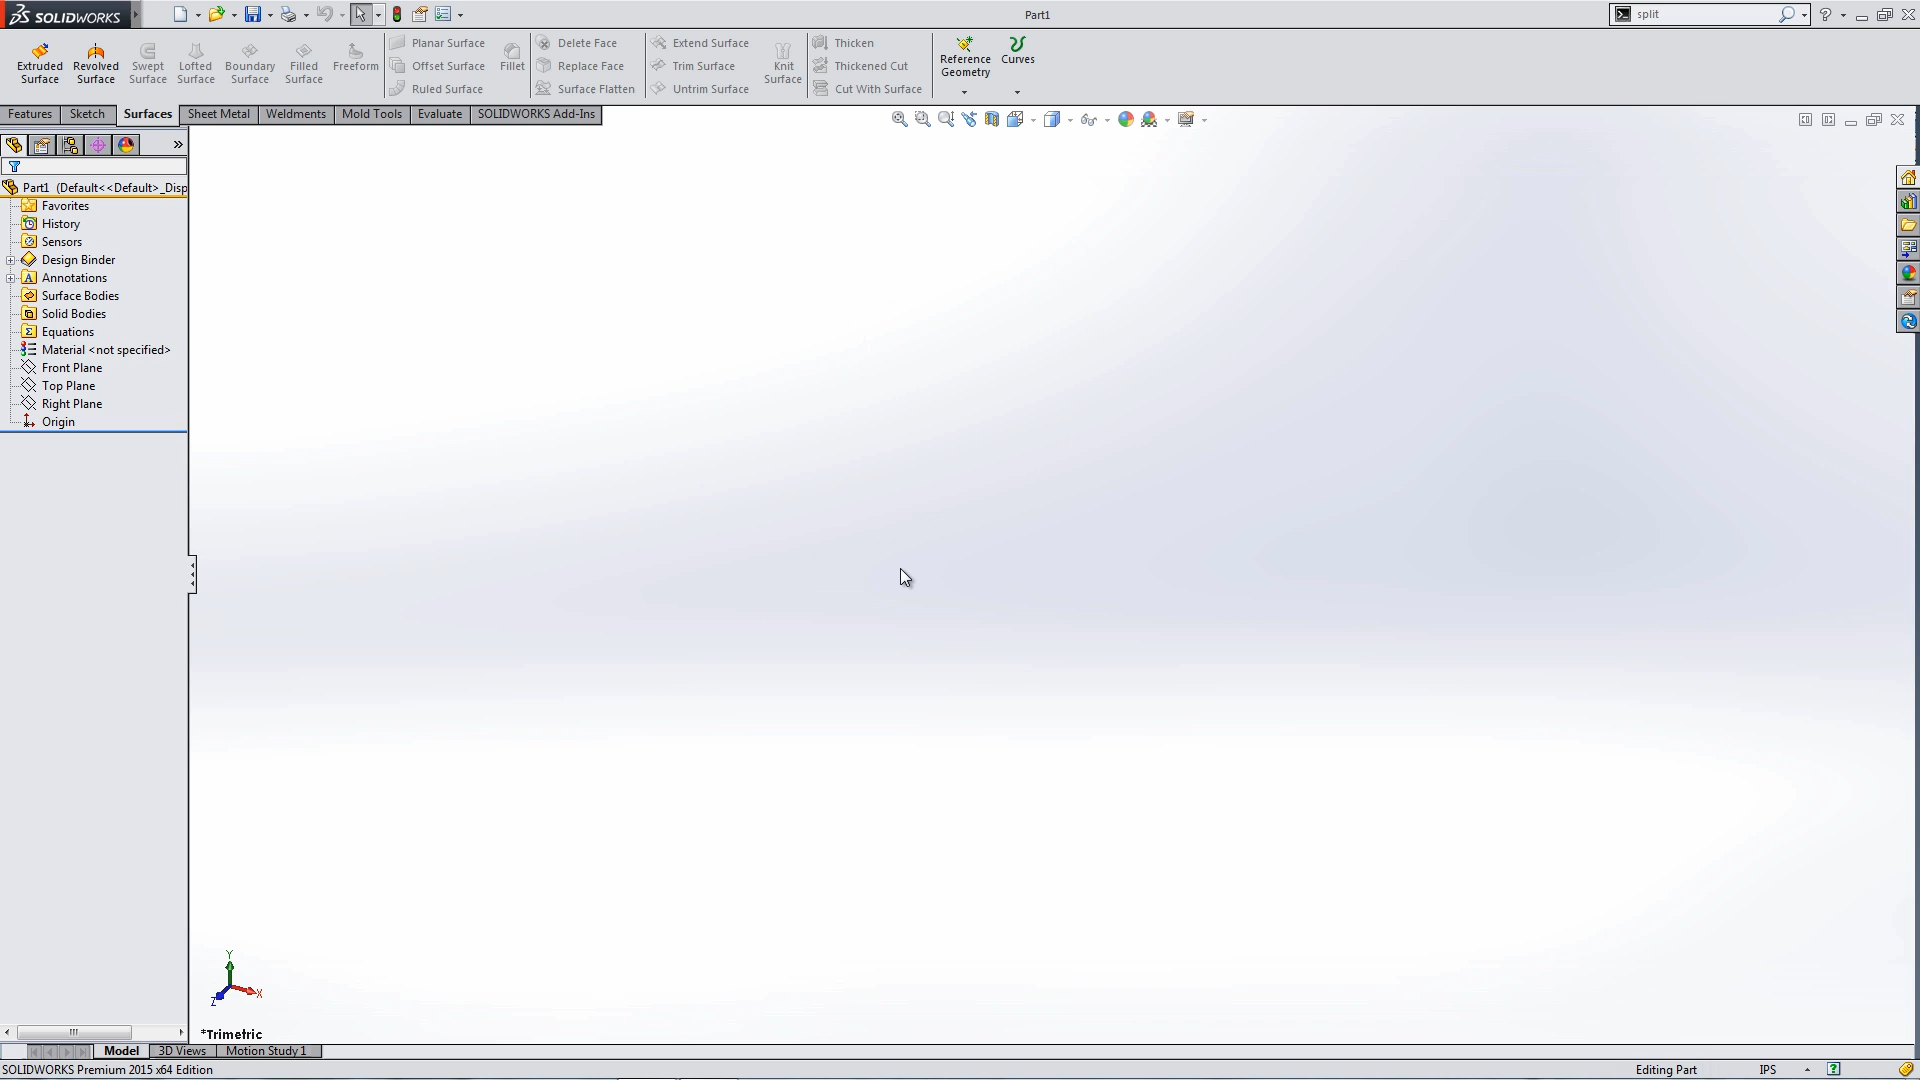 SOLIDWORKS
Part1
split
Extruded Surface
Revolved Surface
Swept Surface
Lofted Surface
Boundary Surface
Filled Surface
Freeform
Planar Surface
Offset Surface
Ruled Surface
Fillet
Delete Face
Replace Face
Surface Flatten
Extend Surface
Trim Surface
Untrim Surface
Knit Surface
Thicken
Thickened Cut
Cut With Surface
Reference Geometry
Curves
Features
Sketch
Surfaces
Sheet Metal
Weldments
Mold Tools
Evaluate
SOLIDWORKS Add-Ins
Part1 (Default<<Default>_Disp
Favorites
History
Sensors
Design Binder
Annotations
Surface Bodies
Solid Bodies
Equations
Material <not specified>
Front Plane
Top Plane
Right Plane
Origin
Y
X
Z
*Trimetric
Model
3D Views
Motion Study 1
SOLIDWORKS Premium 2015 x64 Edition
Editing Part
IPS